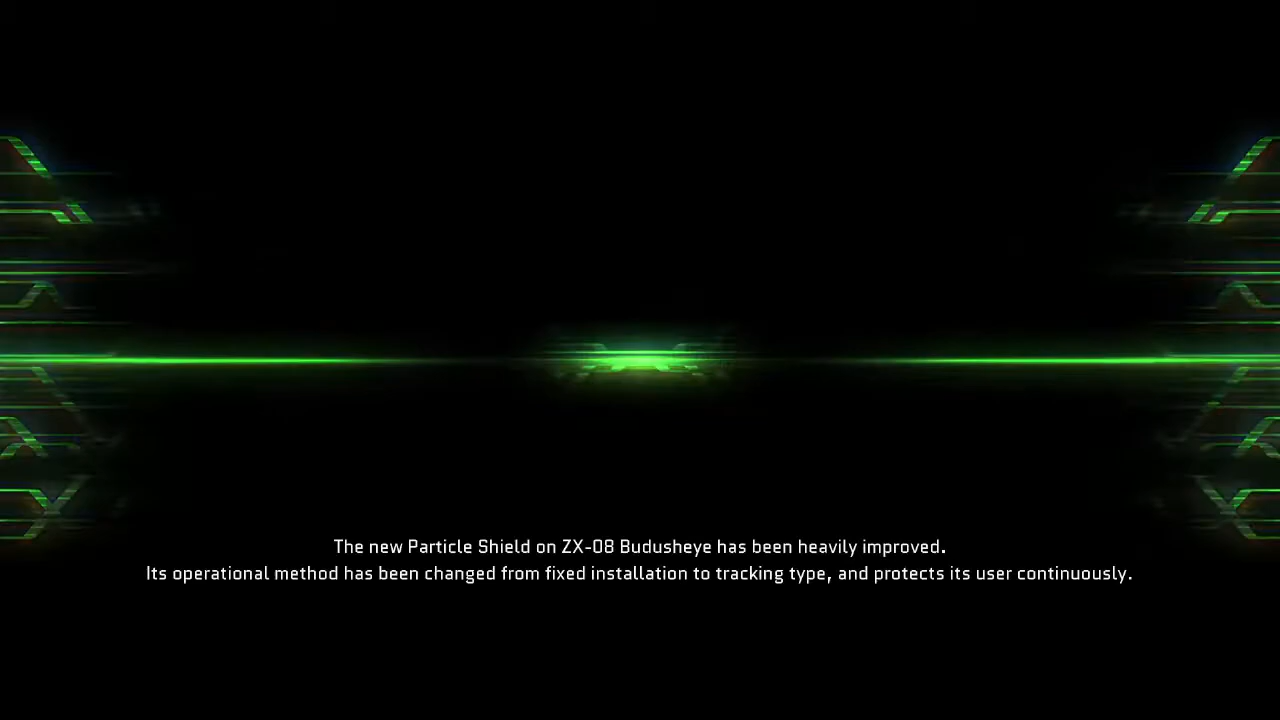 The new Particle Shield on ZX-08 Budusheye has been heavily improved.
Its operational method has been changed from fixed installation to tracking type, and protects its user continuously.